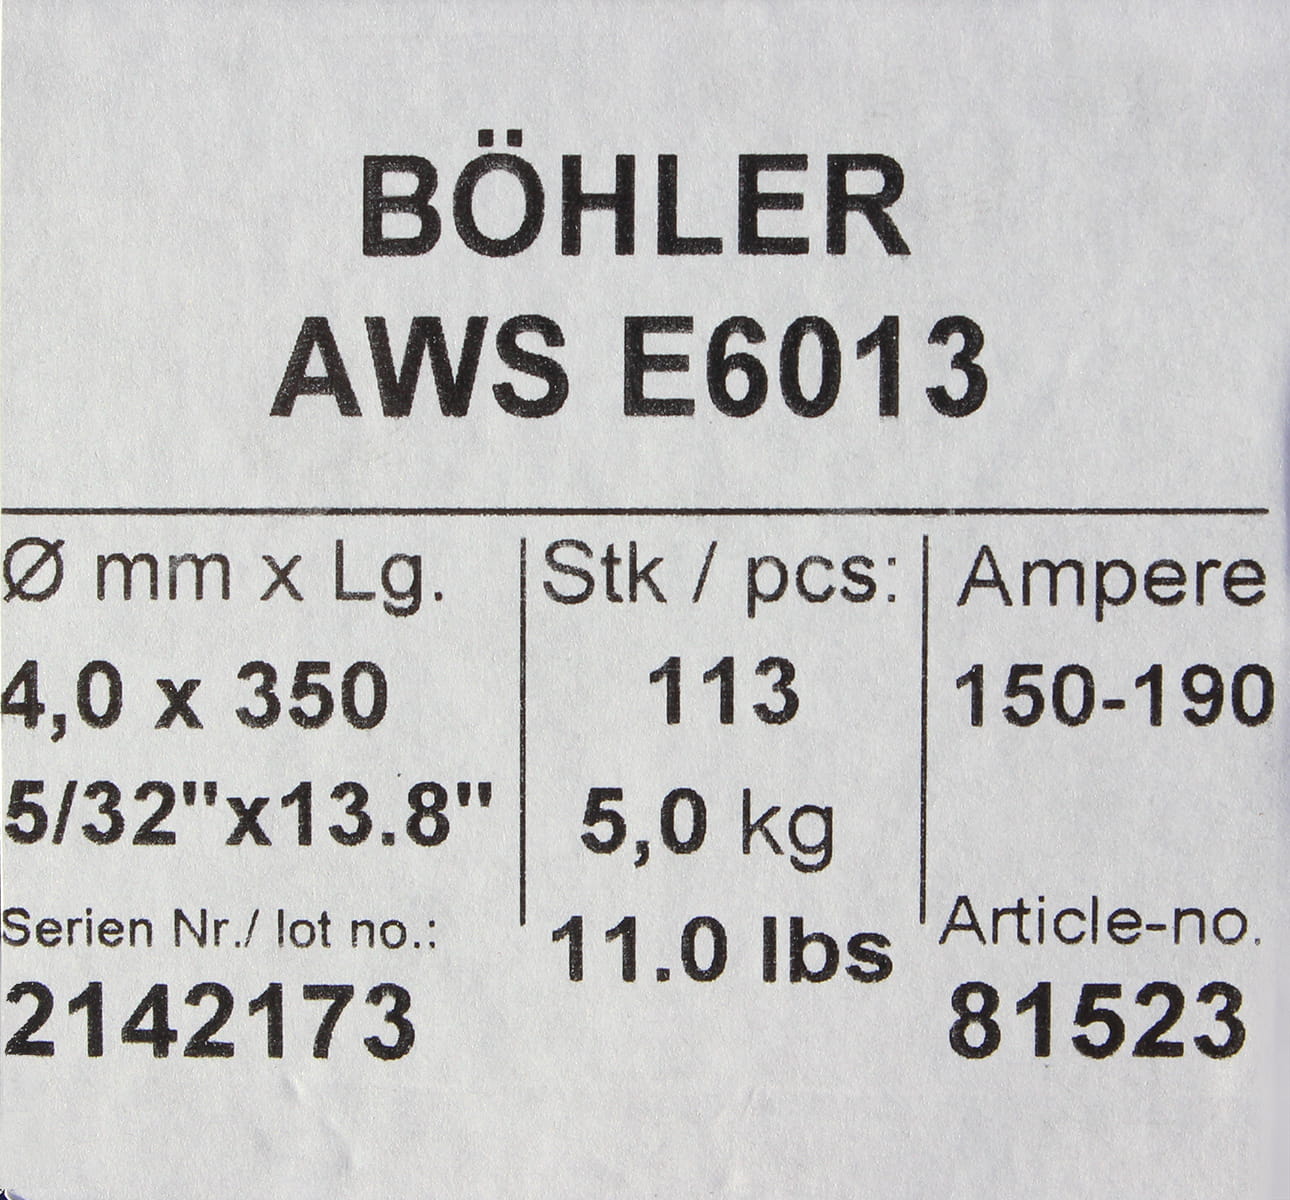 BÖHLER
AWS E6013
Ø mm x Lg.
4,0 x 350
5/32"x13.8"
Serien Nr./ lot no.:
2142173
Stk / pcs:
113
5,0 kg
11.0 lbs
Ampere
150-190
Article-no.
81523